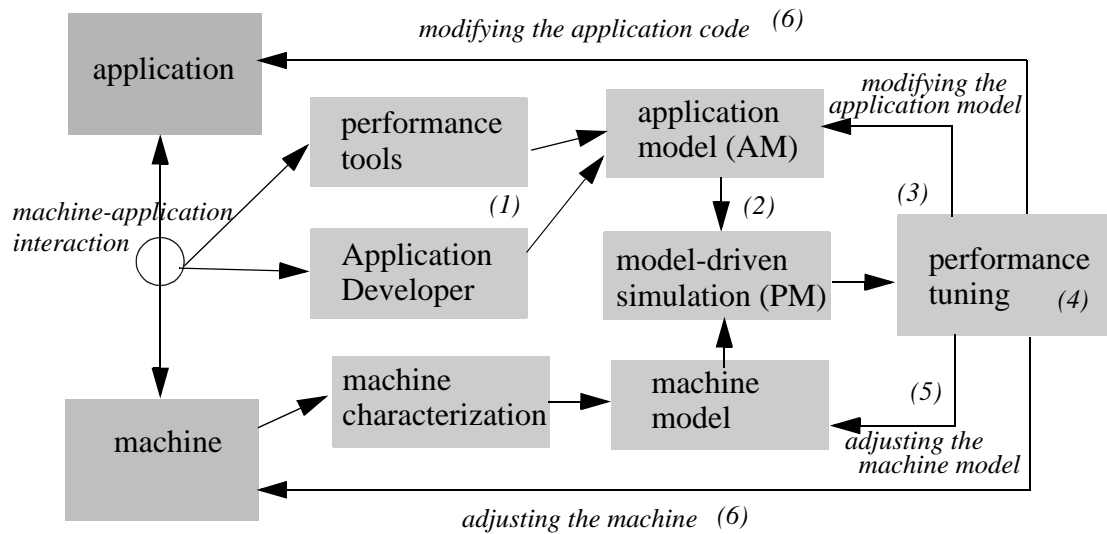 modifying the application code (6)
application
modifying the
application model
performance
tools
application
model (AM)
(1)
(2)
(3)
machine-application
interaction
Application
Developer
model-driven
simulation (PM)
performance
tuning (4)
machine
characterization
machine
model
(5)
machine
adjusting the
machine model
adjusting the machine (6)